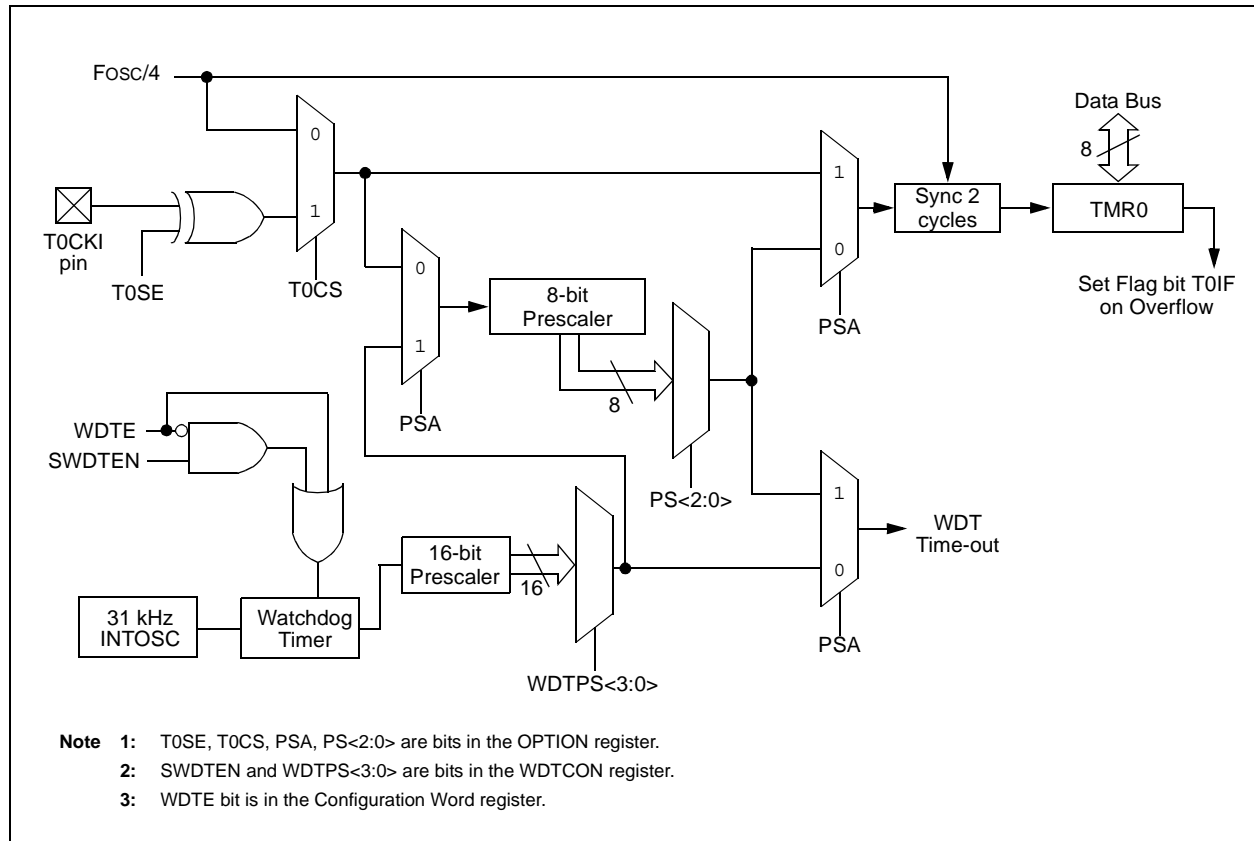 FOSC/4
Data Bus
8
0
1
T0CKI
pin
T0SE
T0CS
1
0
PSA
Sync 2
cycles
TMR0
Set Flag bit T0IF
on Overflow
0
1
PSA
8-bit
Prescaler
8
PS<2:0>
WDTE
SWDTEN
1
0
PSA
WDT
Time-out
16-bit
Prescaler
16
31 kHz
INTOSC
Watchdog
Timer
WDTPS<3:0>
Note 1: T0SE, T0CS, PSA, PS<2:0> are bits in the OPTION register.
2: SWDTEN and WDTPS<3:0> are bits in the WDTCON register.
3: WDTE bit is in the Configuration Word register.